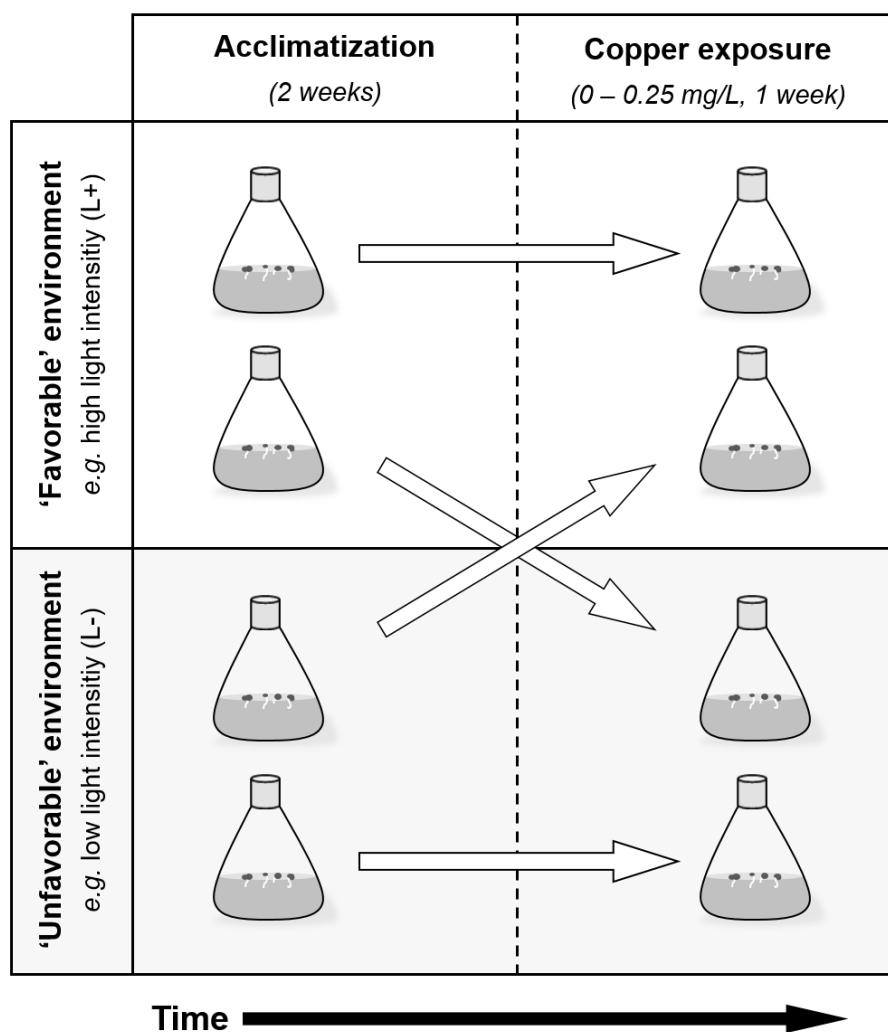 Acclimatization
(2 weeks)
Copper exposure
(0 – 0.25 mg/L, 1 week)
‘Favorable’ environment
e.g. high light intensitiy (L+)
‘Unfavorable’ environment
e.g. low light intensitiy (L-)
Time